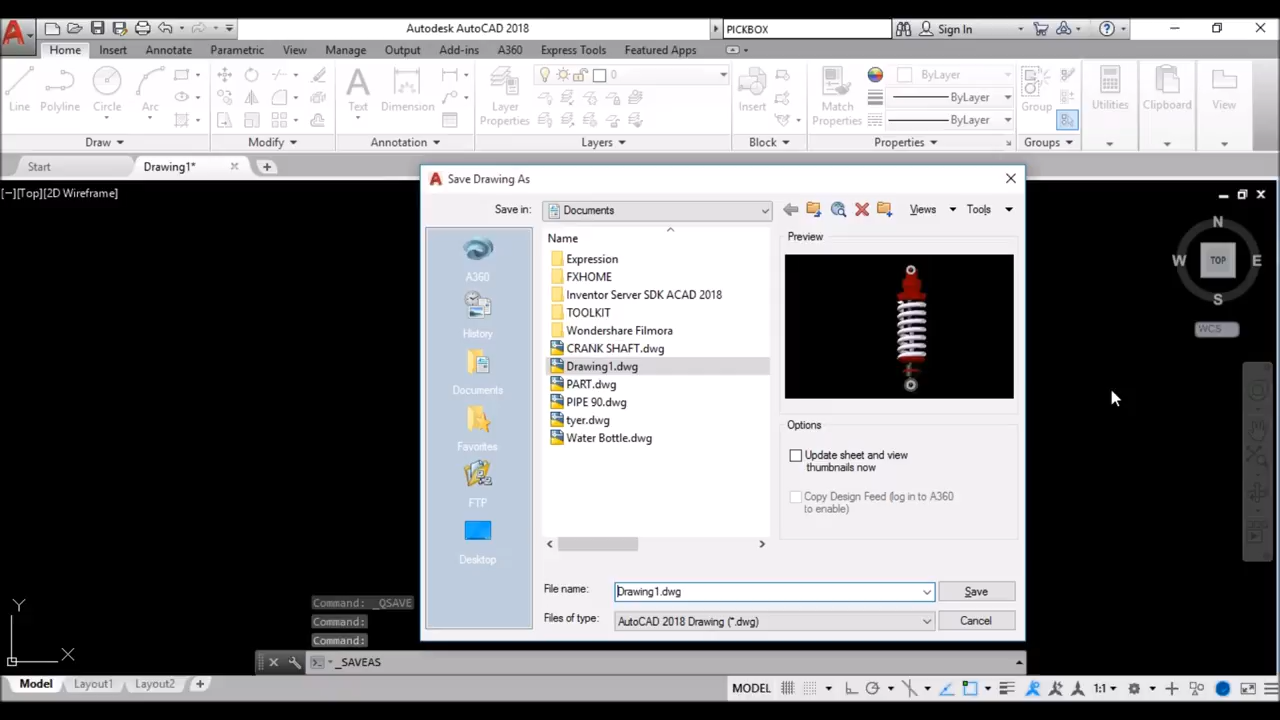 Autodesk AutoCAD 2018
PICKBOX
Sign In
Home Insert Annotate Parametric View Manage Output Add-ins A360 Express Tools Featured Apps
0
ByLayer
ByLayer
ByLayer
Line Polyline Circle Arc
Text Dimension
Layer Properties
Insert
Match Properties
Group
Utilities
Clipboard
View
Draw Modify Annotation Layers Block Properties Groups
Start Drawing1*
[−][Top][2D Wireframe]
Save Drawing As
Save in: Documents
Views Tools
Name
Expression
FXHOME
Inventor Server SDK ACAD 2018
TOOLKIT
Wondershare Filmora
CRANK SHAFT.dwg
Drawing1.dwg
PART.dwg
PIPE 90.dwg
tyer.dwg
Water Bottle.dwg
A360
History
Documents
Favorites
FTP
Desktop
Preview
Options
Update sheet and view
thumbnails now
Copy Design Feed (log in to A360
to enable)
File name: Drawing1.dwg Save
Files of type: AutoCAD 2018 Drawing (*.dwg) Cancel
N
W TOP E
S
WCS
Command: _QSAVE
Command:
Command:
_SAVEAS
Y
X
Model Layout1 Layout2
MODEL 1:1